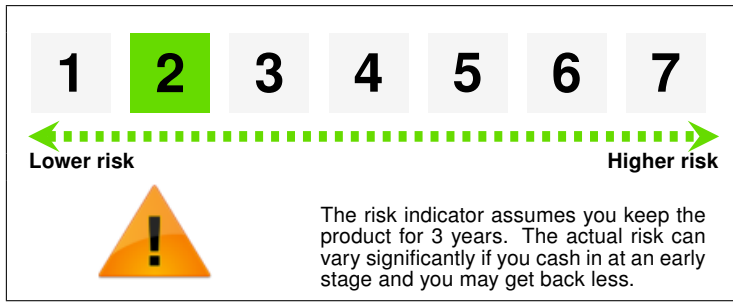 1 2 3 4 5 6 7
Lower risk Higher risk
The risk indicator assumes you keep the
product for 3 years. The actual risk can
vary significantly if you cash in at an early
stage and you may get back less.